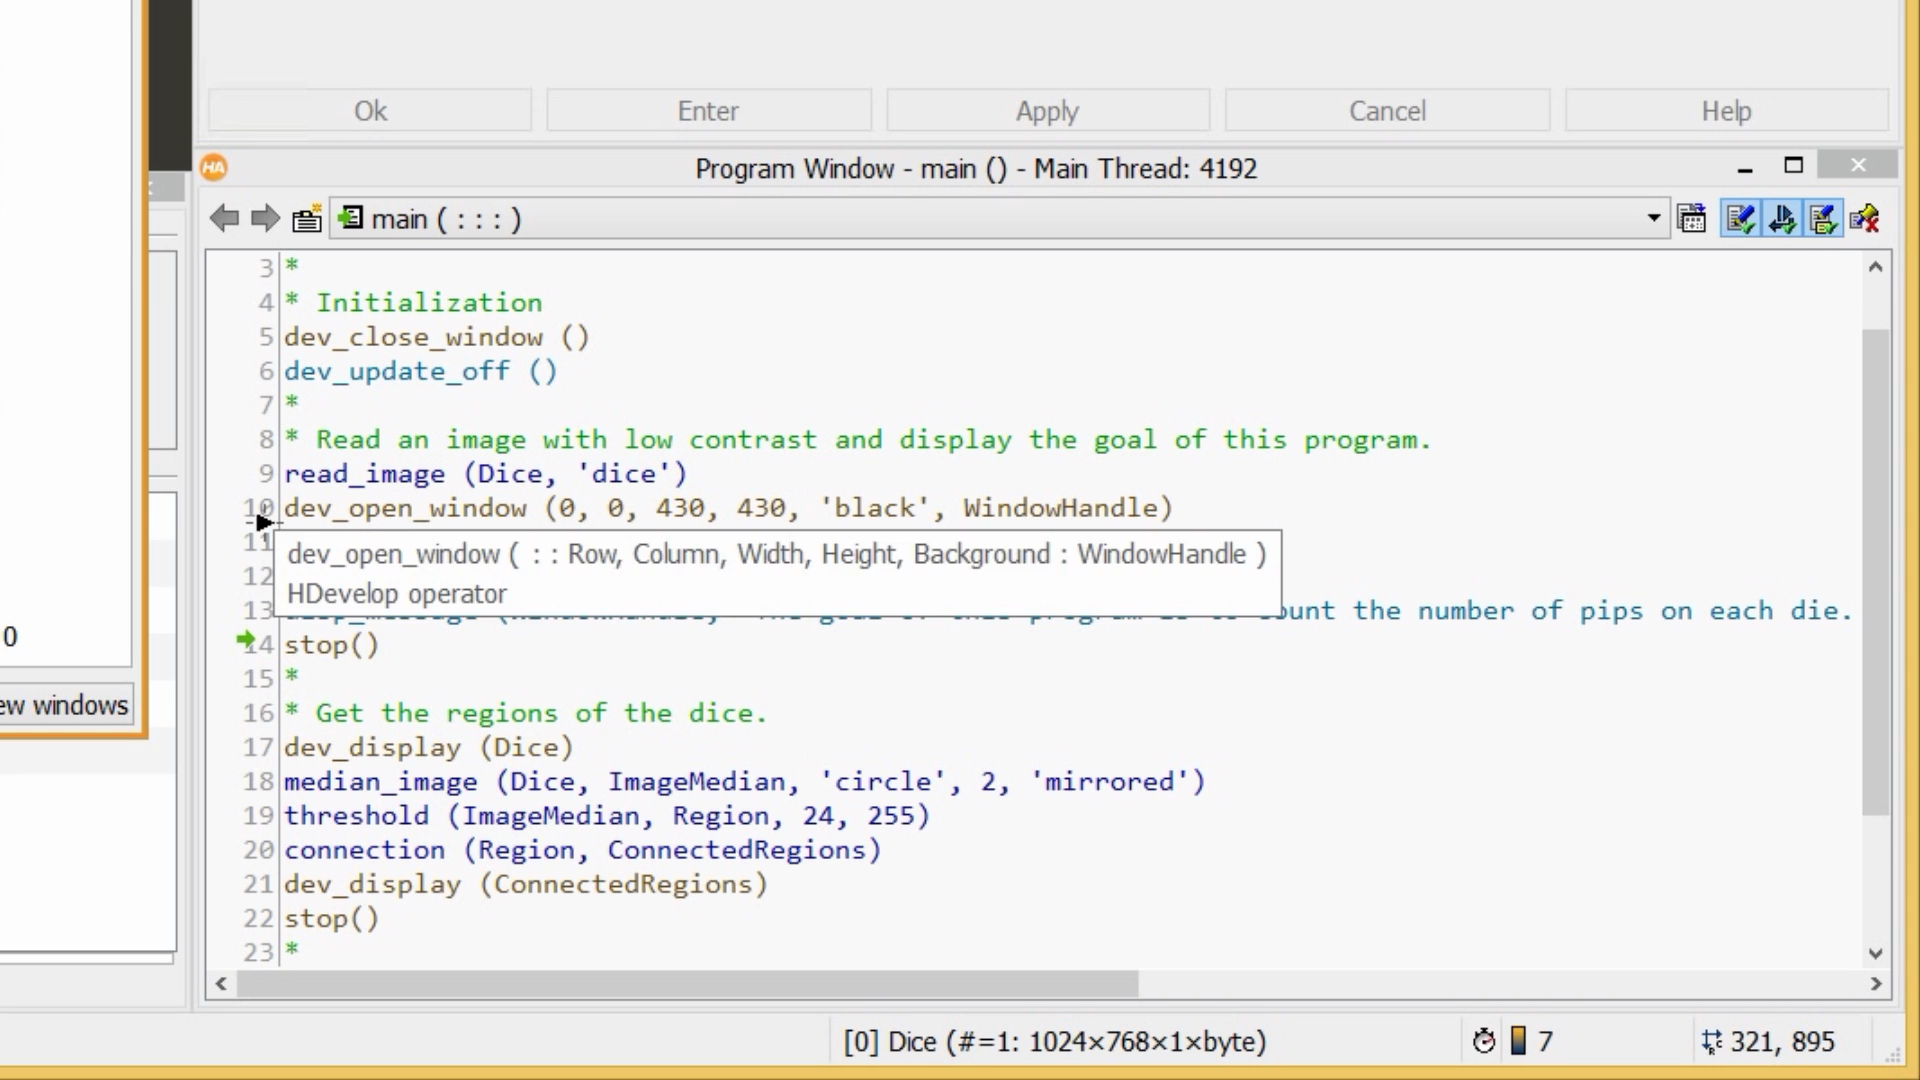 Ok Enter Apply Cancel Help
HA Program Window - main () - Main Thread: 4192
main ( : : : )
3 *
4 * Initialization
5 dev_close_window ()
6 dev_update_off ()
7 *
8 * Read an image with low contrast and display the goal of this program.
9 read_image (Dice, 'dice')
10 dev_open_window (0, 0, 430, 430, 'black', WindowHandle)
11
dev_open_window ( : : Row, Column, Width, Height, Background : WindowHandle )
12
HDevelop operator
13 the number of pips on each die.
0
14 stop()
15 *
ew windows
16 * Get the regions of the dice.
17 dev_display (Dice)
18 median_image (Dice, ImageMedian, 'circle', 2, 'mirrored')
19 threshold (ImageMedian, Region, 24, 255)
20 connection (Region, ConnectedRegions)
21 dev_display (ConnectedRegions)
22 stop()
23 *
[0] Dice (#=1: 1024×768×1×byte) 7 321, 895